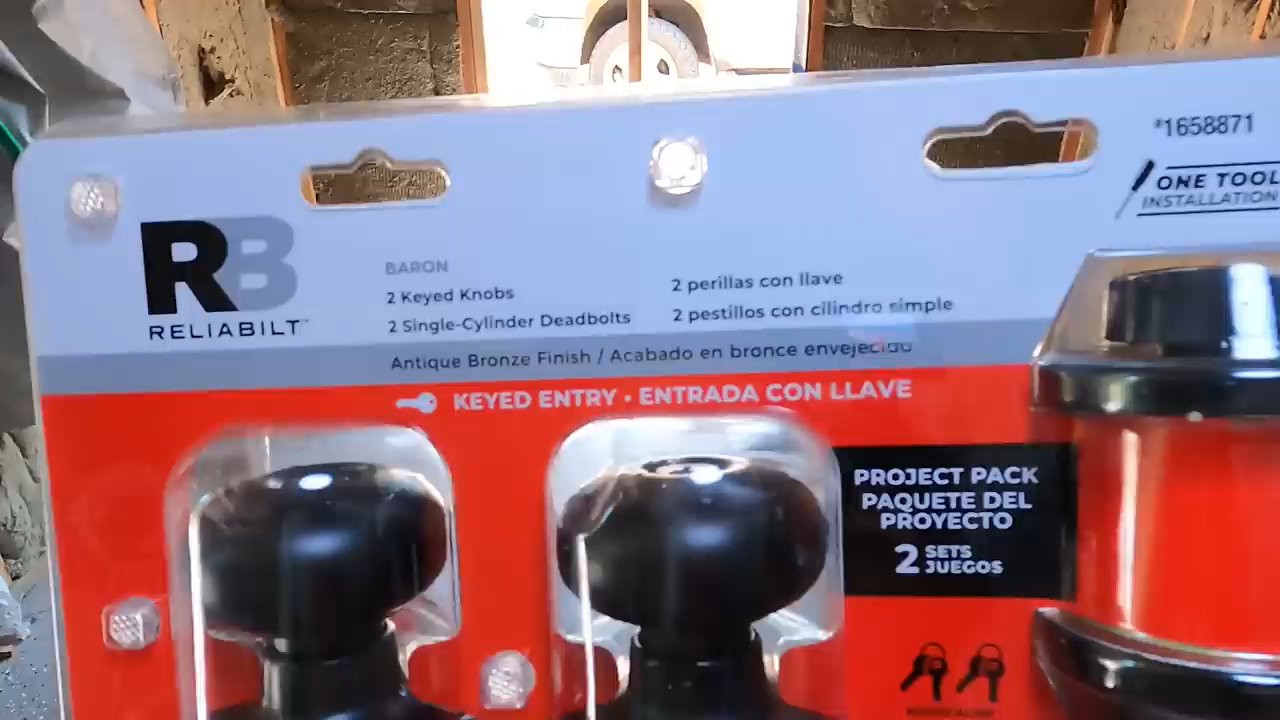 #1658871
ONE TOOL
INSTALLATION
RB
RELIABILT™
BARON
2 Keyed Knobs
2 Single-Cylinder Deadbolts
2 perillas con llave
2 pestillos con cilindro simple
Antique Bronze Finish / Acabado en bronce envejecido
KEYED ENTRY • ENTRADA CON LLAVE
PROJECT PACK
PAQUETE DEL
PROYECTO
2 SETS
JUEGOS